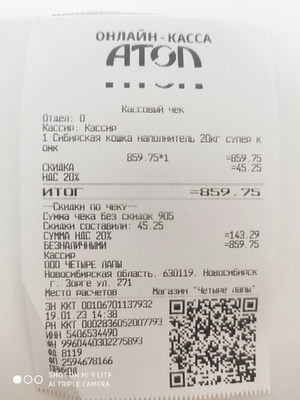 ОНЛАЙН - КАССА
АТОЛ
Кассовый чек
Отдел: 0
Кассир: Кассир
1 Сибирская кошка наполнитель 20кг супер к
омк
859.75*1 =859.75
СКИДКА =45.25
НДС 20%
ИТОГ =859.75
--Скидки по чеку--
Сумма чека без скидок 905
Скидки составили: 45.25
СУММА НДС 20% =143.29
БЕЗНАЛИЧНЫМИ =859.75
Кассир
ООО ЧЕТЫРЕ ЛАПЫ
Новосибирская область, 630119, Новосибирск
г, Зорге ул. 271
Место расчетов Магазин "Четыре лапы"
ЗН ККТ 00106701137932
19.01.23 14:38
РН ККТ 0002836052007793
ИНН 5406534490
ФН 9960440302275893
ФД 8119
ФП 2594678166
ПРИХОД
SHOT ON MI 9 LITE
AI TRIPLE CAMERA